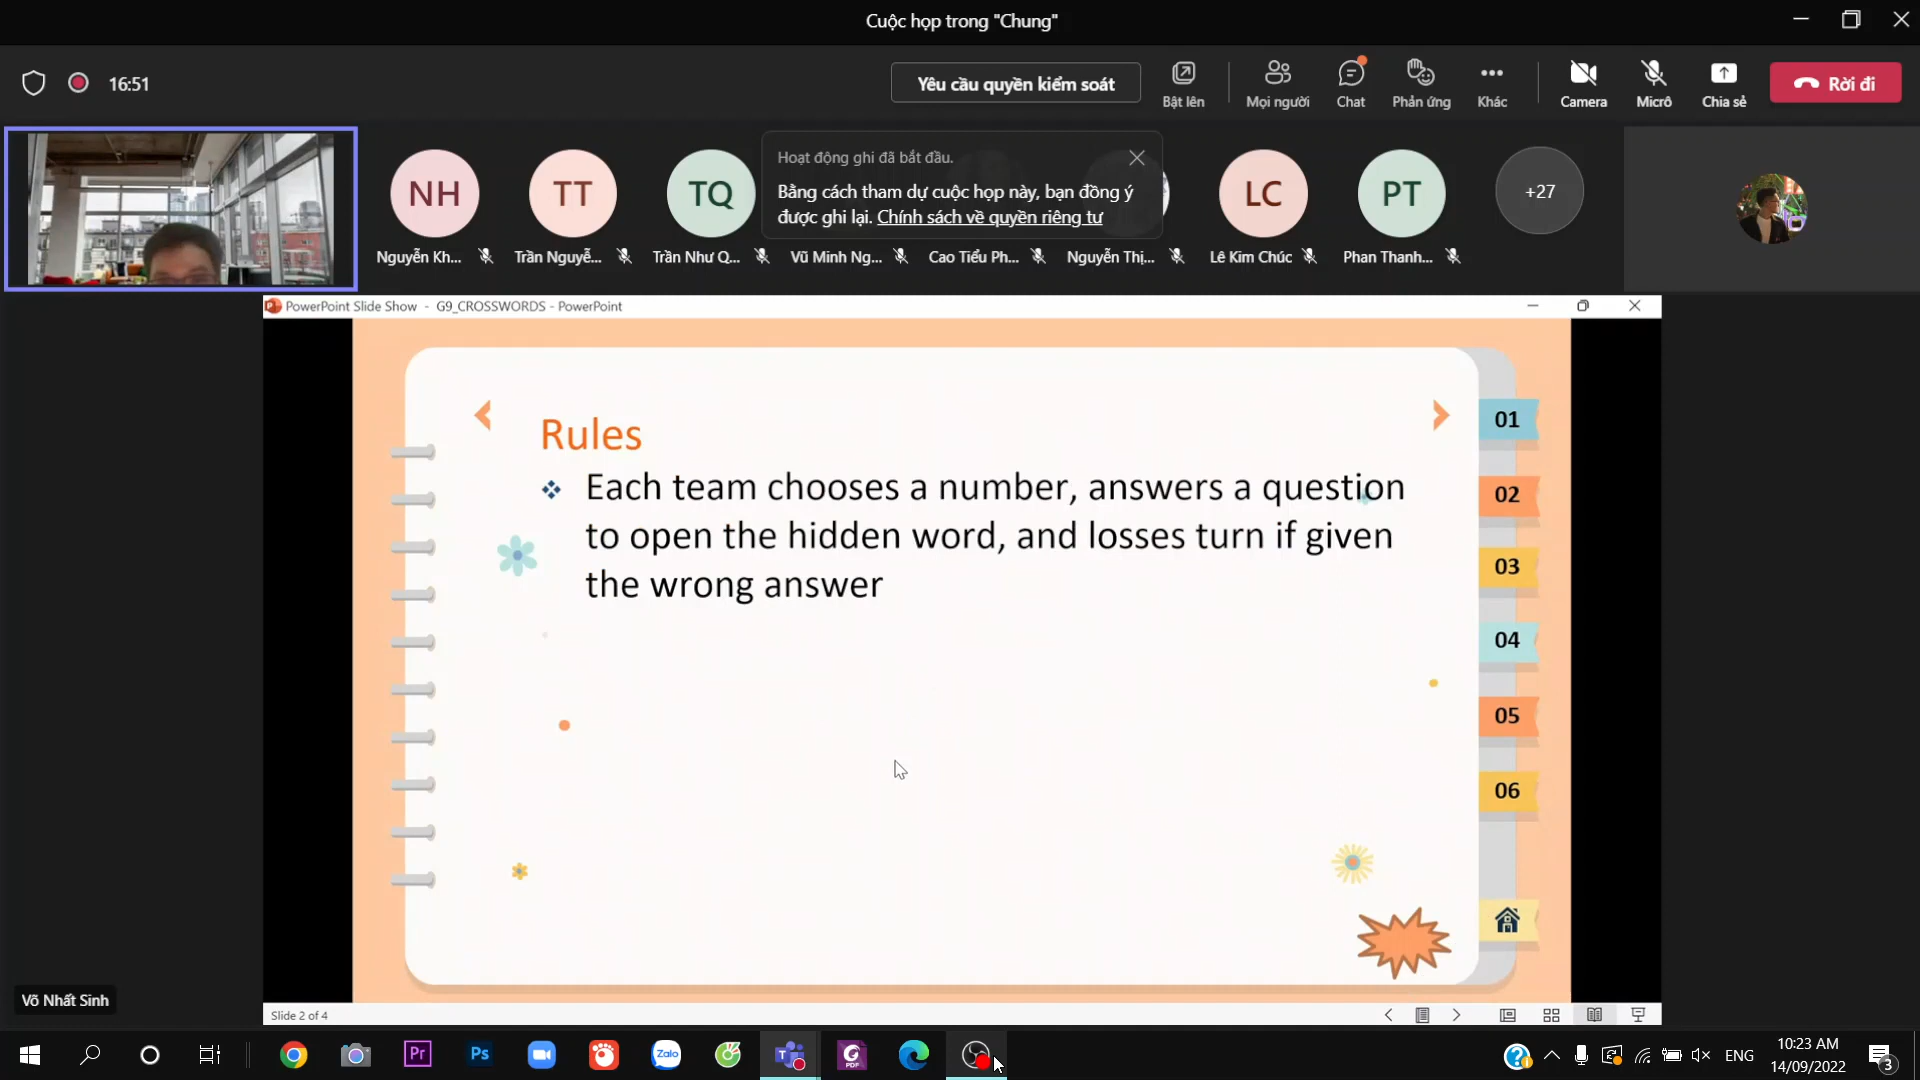 Cuộc họp trong "Chung"
16:51
Yêu cầu quyền kiểm soát
Bật lên
Mọi người
Chat
Phản ứng
Khác
Camera
Micrô
Chia sẻ
Rời đi
NH
TT
TQ
Hoạt động ghi đã bắt đầu.
Bằng cách tham dự cuộc họp này, bạn đồng ý
được ghi lại. Chính sách về quyền riêng tư
LC
PT
+27
Nguyễn Kh...
Trần Nguyễ...
Trần Như Q...
Vũ Minh Ng...
Cao Tiểu Ph...
Nguyễn Thị...
Lê Kim Chúc
Phan Thanh...
PowerPoint Slide Show - G9_CROSSWORDS - PowerPoint
Rules
Each team chooses a number, answers a question
to open the hidden word, and losses turn if given
the wrong answer
01
02
03
04
05
06
Võ Nhất Sinh
Slide 2 of 4
Pr
Ps
Zalo
PDF
ENG
10:23 AM
14/09/2022
3